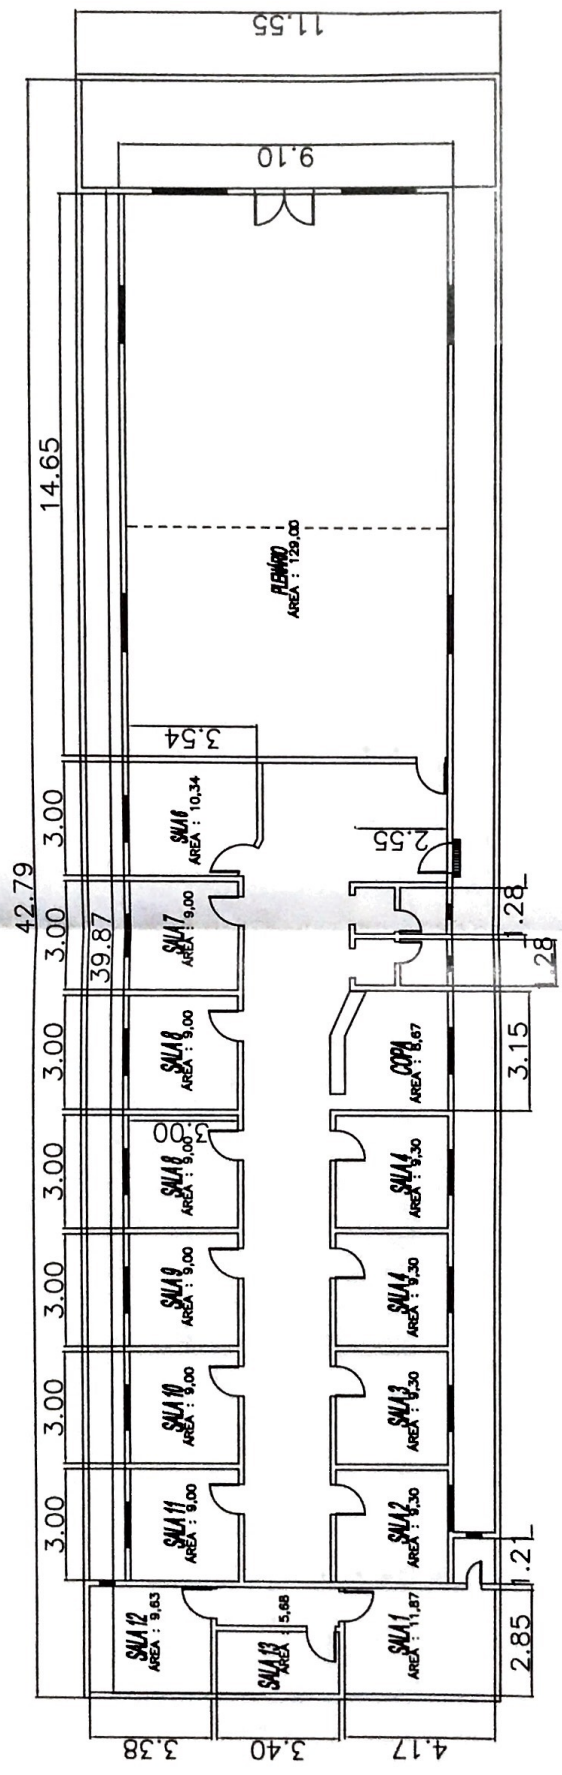 11.55
9.10
14.65
42.79
39.87
PLENÁRIO
ÁREA : 129,00
3.54
3.00
SALA 6
ÁREA : 10,34
2.55
3.00
SALA 7
ÁREA : 9,00
.28
1.28
3.00
SALA 8
ÁREA : 9,00
COPA
ÁREA : 8,67
3.15
3.00
3.00
SALA 8
ÁREA : 9,00
SALA 4
ÁREA : 9,30
3.00
SALA 9
ÁREA : 9,00
SALA 4
ÁREA : 9,30
3.00
SALA 10
ÁREA : 9,00
SALA 3
ÁREA : 9,30
3.00
SALA 11
ÁREA : 9,00
SALA 2
ÁREA : 9,30
1.21
SALA 12
ÁREA : 9,63
SALA 13
ÁREA : 5,68
SALA 1
ÁREA : 11,87
2.85
3.38
3.40
4.17